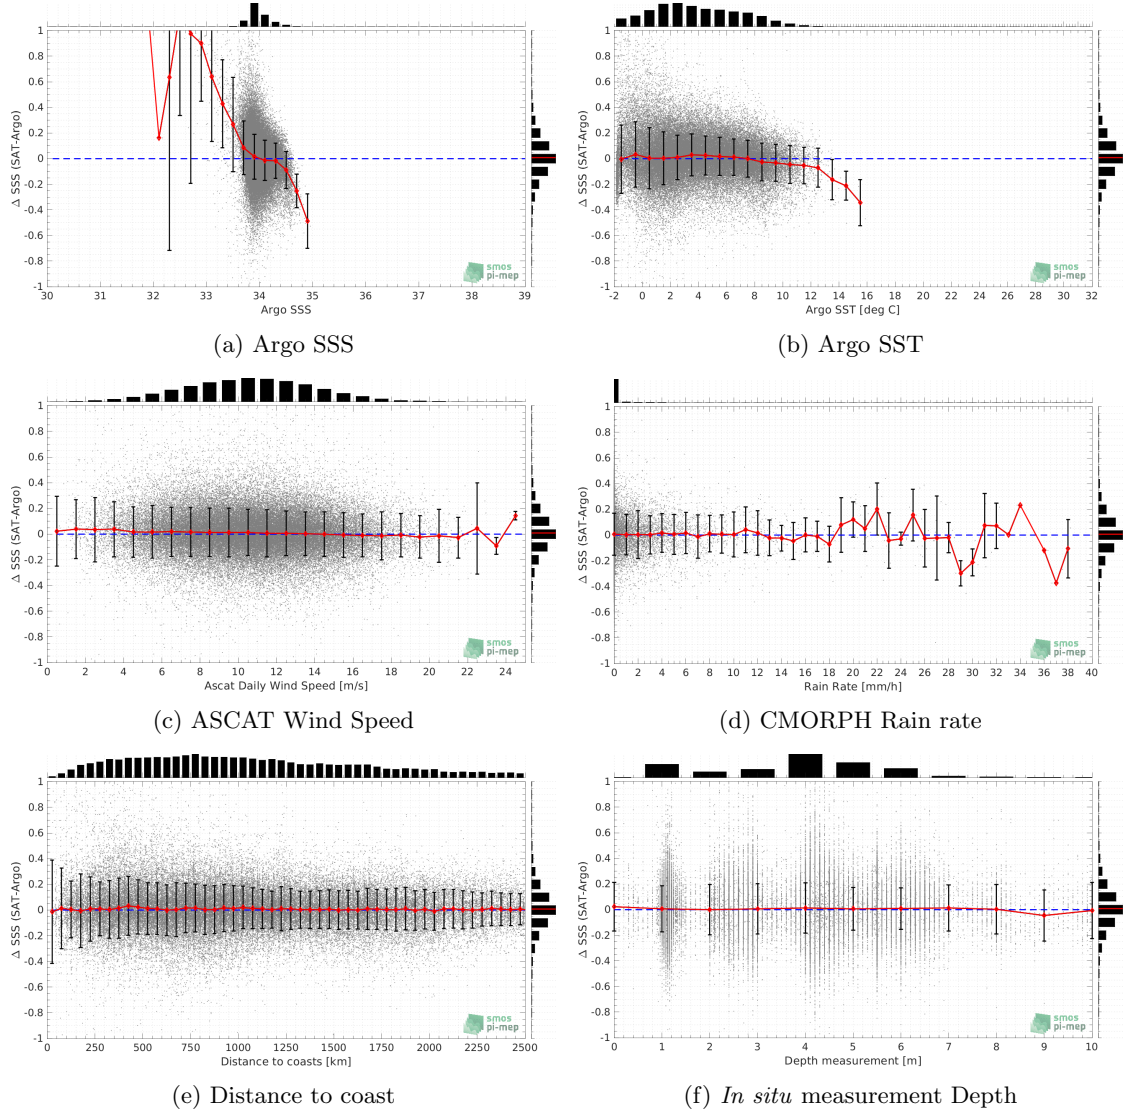 Δ SSS (SAT-Argo)
1
0.8
0.6
0.4
0.2
0
-0.2
-0.4
-0.6
-0.8
-1
30 31 32 33 34 35 36 37 38 39
Argo SSS
smos
pi-mep
(a) Argo SSS
Δ SSS (SAT-Argo)
1
0.8
0.6
0.4
0.2
0
-0.2
-0.4
-0.6
-0.8
-1
-2 0 2 4 6 8 10 12 14 16 18 20 22 24 26 28 30 32
Argo SST [deg C]
smos
pi-mep
(b) Argo SST
Δ SSS (SAT-Argo)
1
0.8
0.6
0.4
0.2
0
-0.2
-0.4
-0.6
-0.8
-1
0 2 4 6 8 10 12 14 16 18 20 22 24
Ascat Daily Wind Speed [m/s]
smos
pi-mep
(c) ASCAT Wind Speed
Δ SSS (SAT-Argo)
1
0.8
0.6
0.4
0.2
0
-0.2
-0.4
-0.6
-0.8
-1
0 2 4 6 8 10 12 14 16 18 20 22 24 26 28 30 32 34 36 38 40
Rain Rate [mm/h]
smos
pi-mep
(d) CMORPH Rain rate
Δ SSS (SAT-Argo)
1
0.8
0.6
0.4
0.2
0
-0.2
-0.4
-0.6
-0.8
-1
0 250 500 750 1000 1250 1500 1750 2000 2250 2500
Distance to coasts [km]
smos
pi-mep
(e) Distance to coast
Δ SSS (SAT-Argo)
1
0.8
0.6
0.4
0.2
0
-0.2
-0.4
-0.6
-0.8
-1
0 1 2 3 4 5 6 7 8 9 10
Depth measurement [m]
smos
pi-mep
(f) In situ measurement Depth